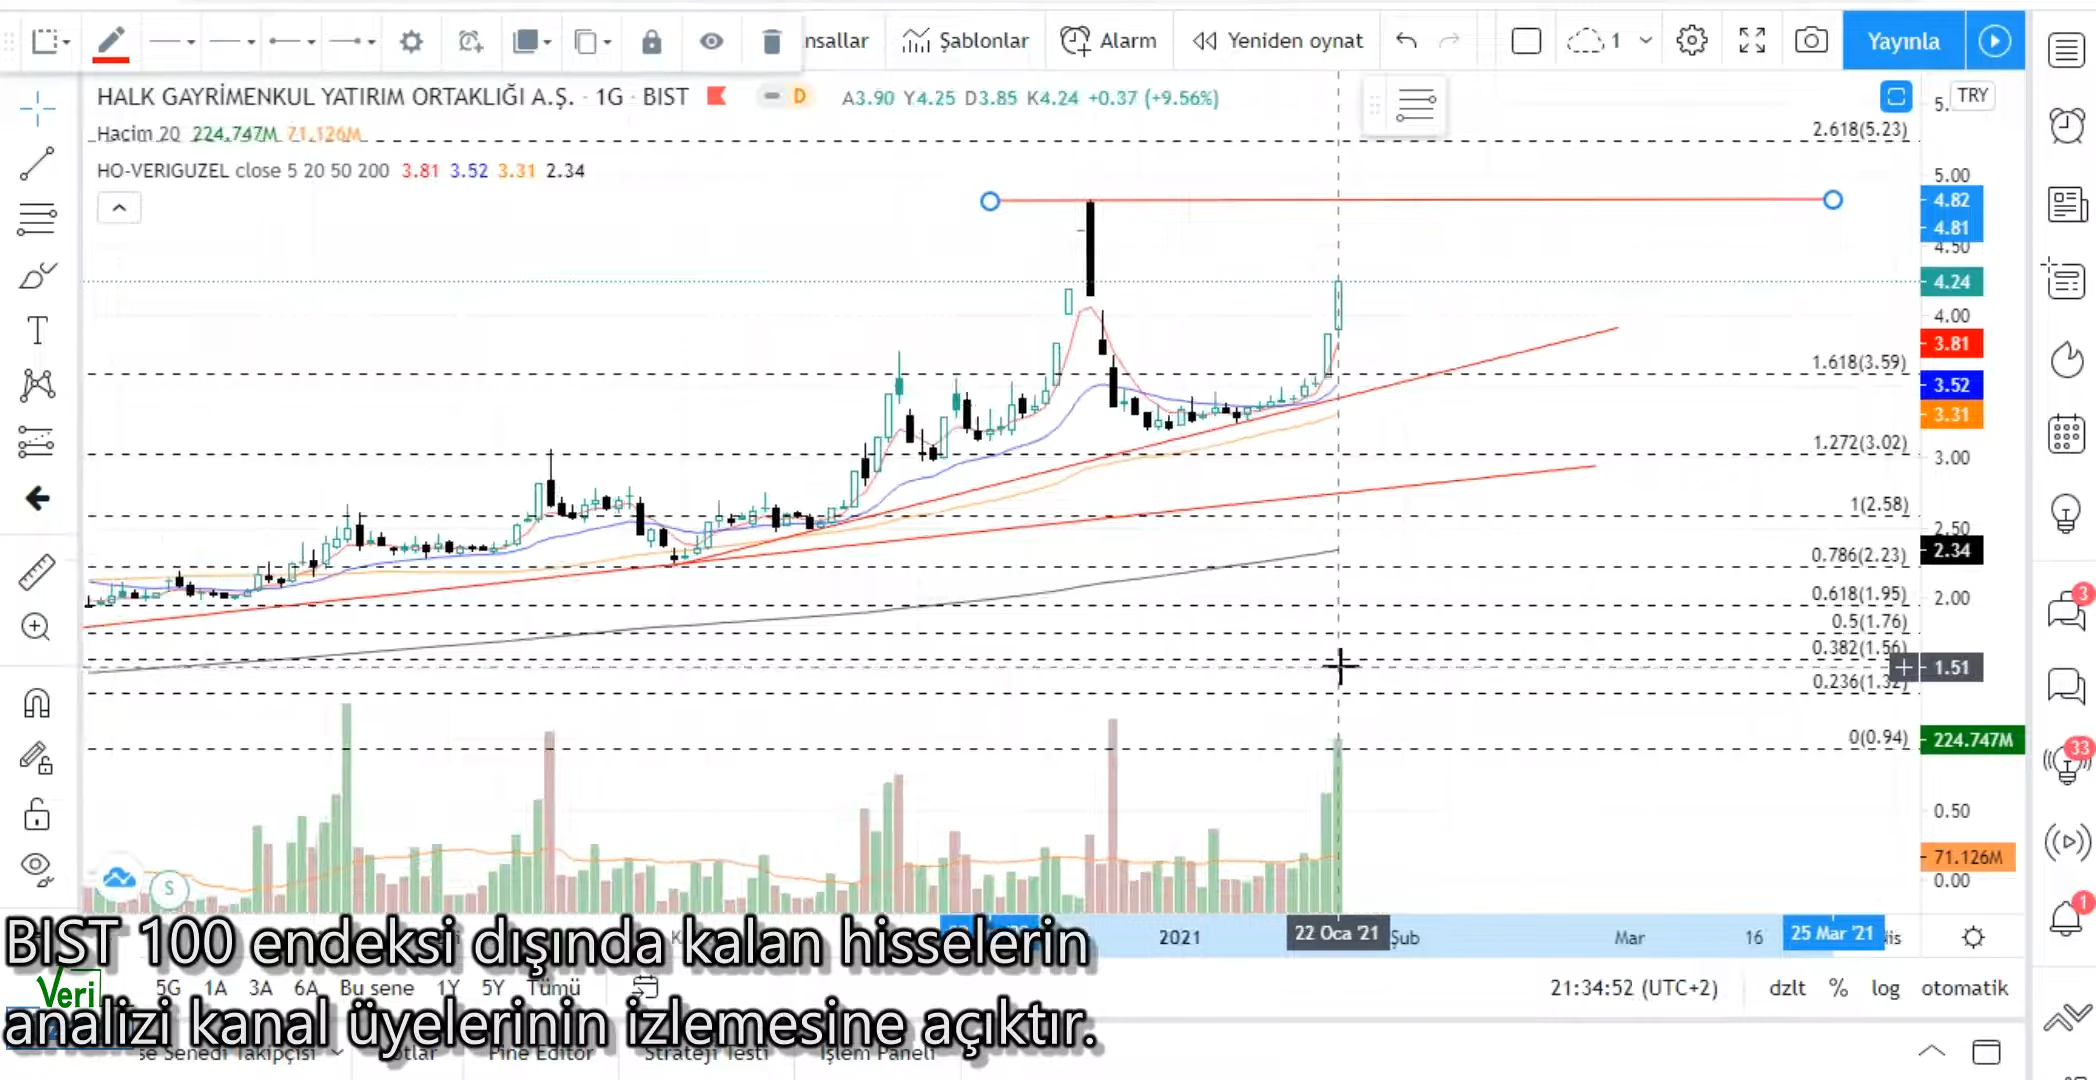 nsallar Şablonlar Alarm Yeniden oynat 1 Yayınla
HALK GAYRİMENKUL YATIRIM ORTAKLIĞI A.Ş. · 1G · BIST D A3.90 Y4.25 D3.85 K4.24 +0.37 (+9.56%) 5. TRY
Hacim 20 224.747M 71.126M
2.618(5.23)
HO-VERIGUZEL close 5 20 50 200 3.81 3.52 3.31 2.34
5.00
4.82
4.81
4.50
4.24
4.00
3.81
1.618(3.59)
3.52
3.31
1.272(3.02)
3.00
1(2.58)
2.50
2.34
0.786(2.23)
0.618(1.95)
2.00
0.5(1.76)
0.382(1.56)
1.51
0.236(1.32)
0(0.94)
224.747M
0.50
71.126M
0.00
3
33
1
S
2021 22 Oca '21 Şub Mar 16 25 Mar '21 Nis
BIST 100 endeksi dışında kalan hisselerin
Veri
5G 1A 3A 6A Bu sene 1Y 5Y Tümü 21:34:52 (UTC+2) dzlt % log otomatik
analizi kanal üyelerinin izlemesine açıktır.
se Senedi Takipçisi otlar Pine Editör Strateji Testi İşlem Paneli